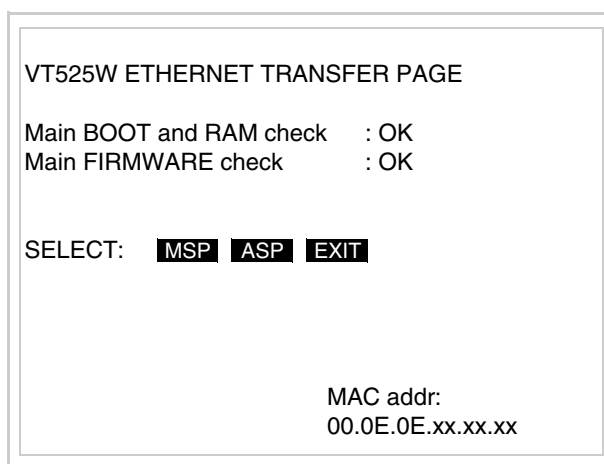 VT525W ETHERNET TRANSFER PAGE
Main BOOT and RAM check : OK
Main FIRMWARE check : OK
SELECT: MSP ASP EXIT
MAC addr:
00.0E.0E.xx.xx.xx